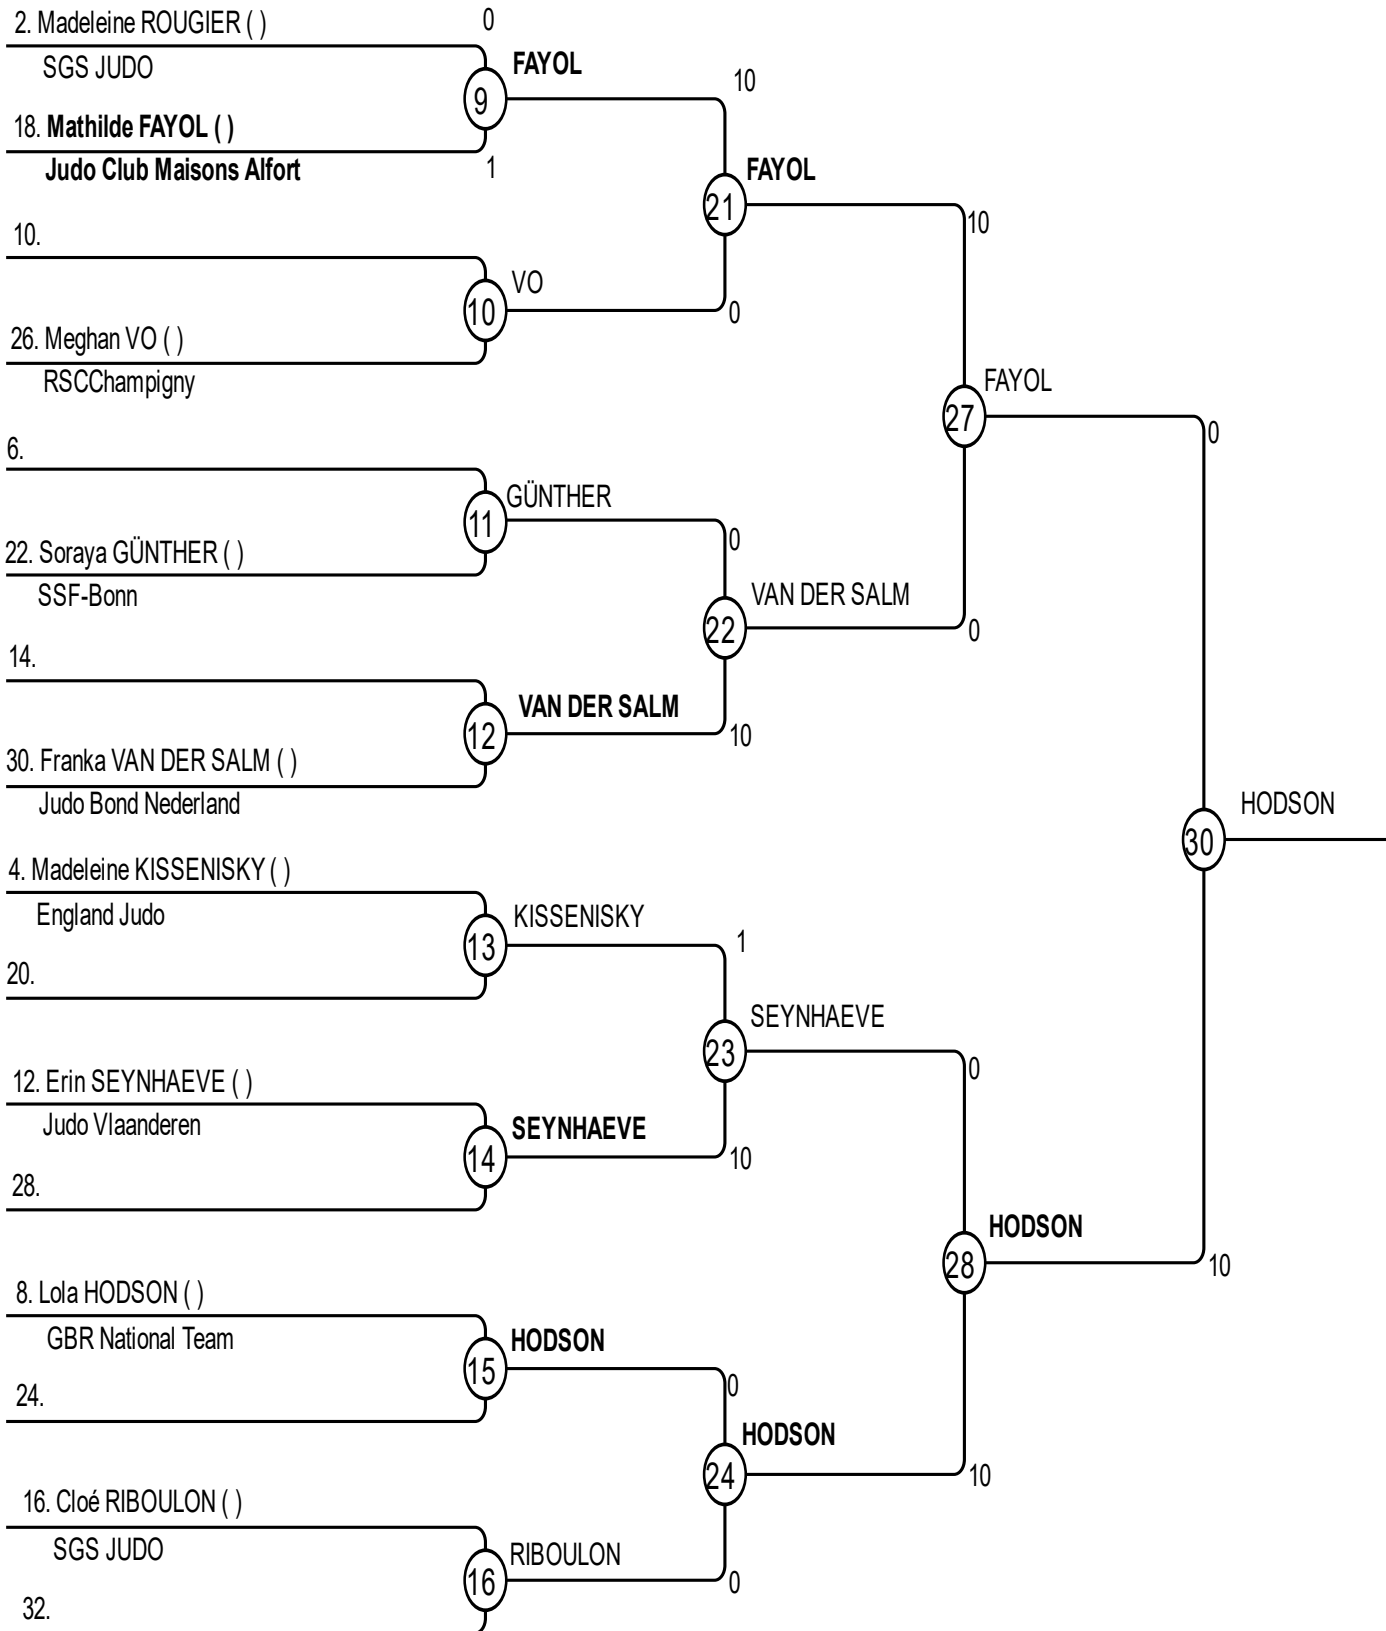 2. Madeleine ROUGIER ( )
0
SGS JUDO
FAYOL
9
10
18. Mathilde FAYOL ( )
Judo Club Maisons Alfort
1
FAYOL
21
10
10.
VO
10
0
26. Meghan VO ( )
RSCChampigny
FAYOL
27
0
6.
GÜNTHER
11
0
22. Soraya GÜNTHER ( )
SSF-Bonn
VAN DER SALM
22
0
14.
VAN DER SALM
12
10
30. Franka VAN DER SALM ( )
Judo Bond Nederland
HODSON
30
4. Madeleine KISSENISKY ( )
England Judo
KISSENISKY
13
1
20.
SEYNHAEVE
23
0
12. Erin SEYNHAEVE ( )
Judo Vlaanderen
SEYNHAEVE
14
10
28.
HODSON
28
10
8. Lola HODSON ( )
GBR National Team
HODSON
15
0
24.
HODSON
24
10
16. Cloé RIBOULON ( )
SGS JUDO
RIBOULON
16
0
32.